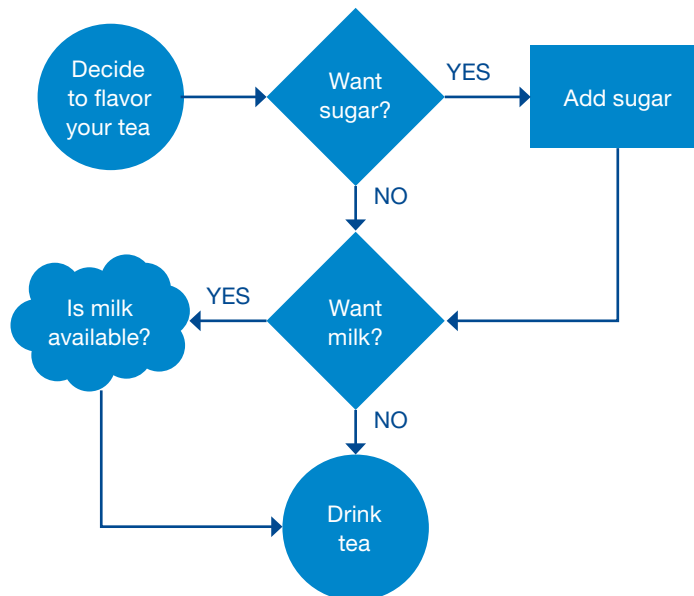 Decide
to flavor
your tea
Want
sugar?
YES
Add sugar
NO
Want
milk?
YES
Is milk
available?
NO
Drink
tea